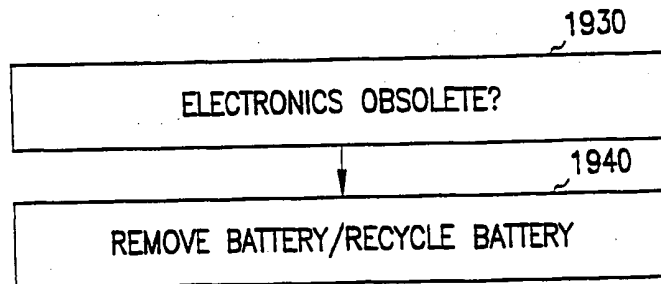 1930
ELECTRONICS OBSOLETE?
1940
REMOVE BATTERY/RECYCLE BATTERY